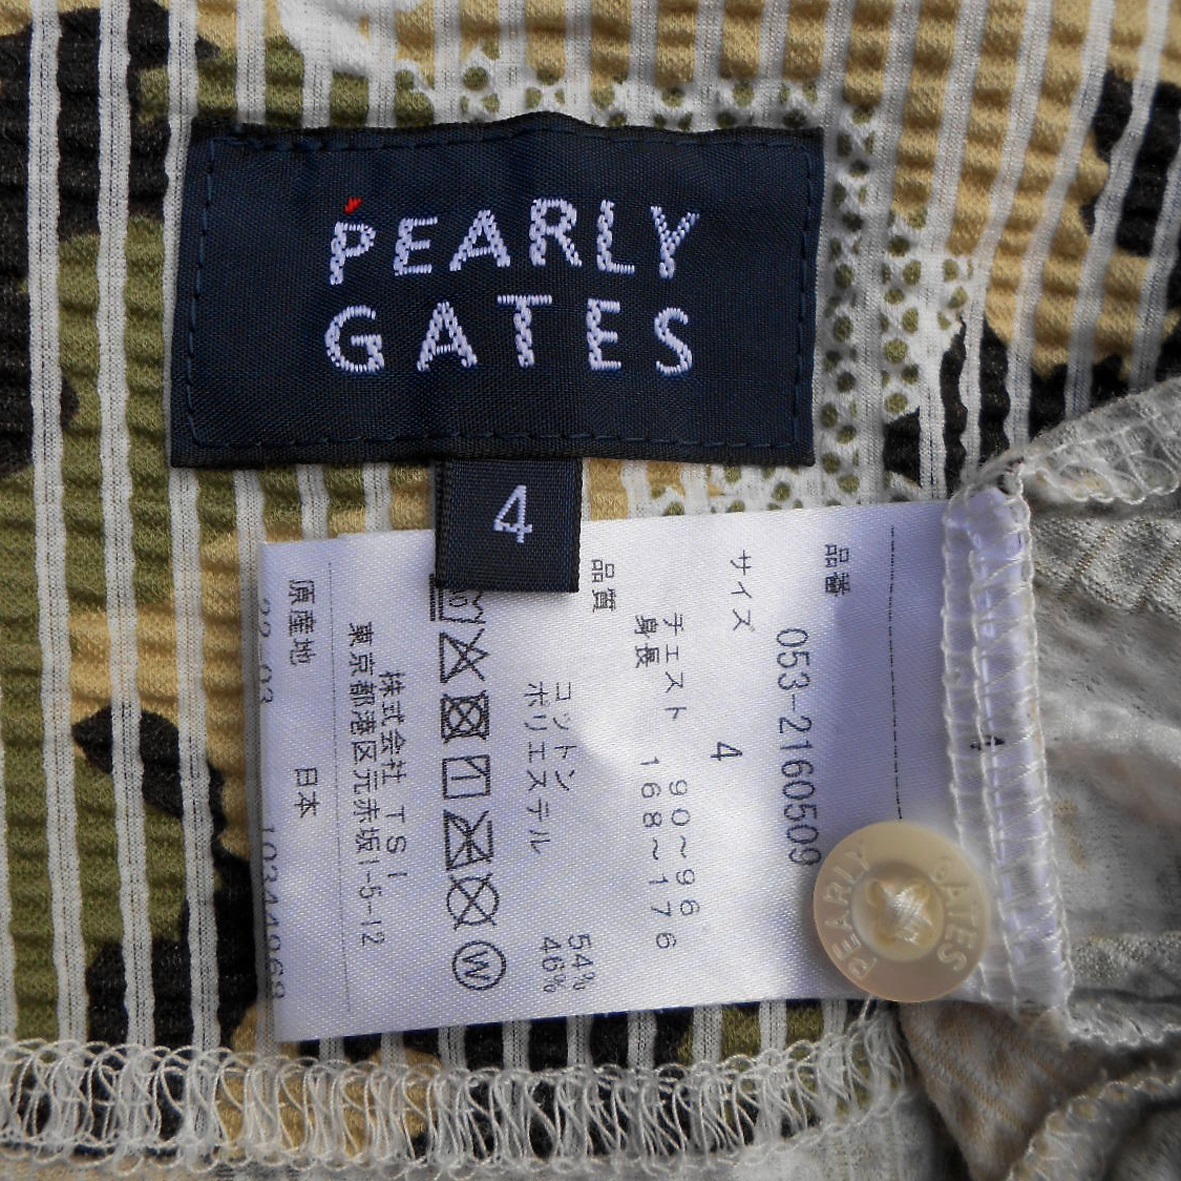 PEARLY
GATES
4
品番
053-2160509
サイズ 4
チェスト 90~96
身長 168~176
品質
コットン 54%
ポリエステル 46%
W
株式会社 TSI
東京都港区元赤坂1-5-12
原産地 日本
4
PEARLY GATES